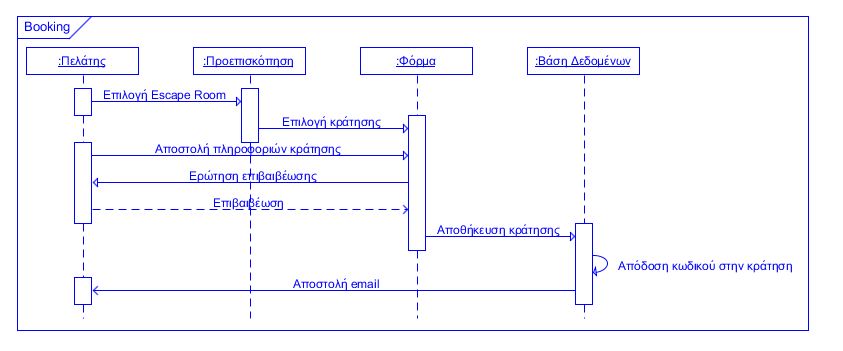 Booking
:Πελάτης
:Προεπισκόπηση
:Φόρμα
:Βάση Δεδομένων
Επιλογή Escape Room
Επιλογή κράτησης
Αποστολή πληροφοριών κράτησης
Ερώτηση επιβαιβέωσης
Επιβαιβέωση
Αποθήκευση κράτησης
Απόδοση κωδικού στην κράτηση
Αποστολή email